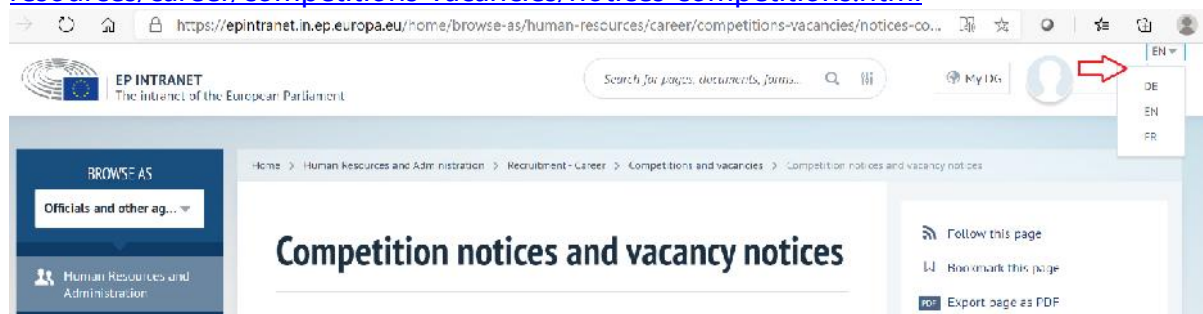 resources/career/competitions-vacancies/notices-competitions.html
https://epintranet.in.ep.europa.eu/home/browse-as/human-resources/career/competitions-vacancies/notices-co...
EN
EP INTRANET
The intranet of the European Parliament
Search for pages, documents, forms...
My DG
DE
EN
FR
BROWSE AS
Home > Human Resources and Administration > Recruitment - Career > Competitions and vacancies > Competition notices and vacancy notices
Officials and other ag...
Competition notices and vacancy notices
Human Resources and
Administration
Follow this page
Bookmark this page
PDF Export page as PDF